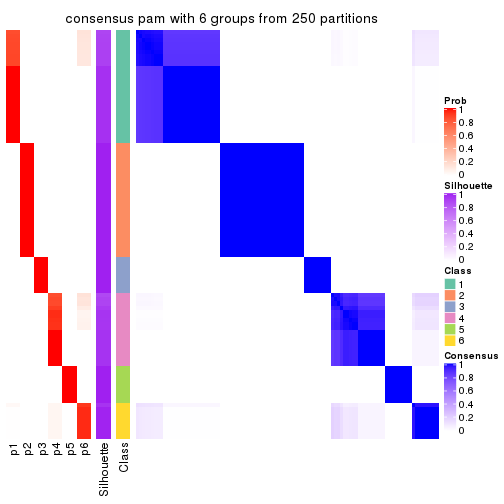 consensus pam with 6 groups from 250 partitions
Prob
1
0.8
0.6
0.4
0.2
0
Silhouette
1
0.8
0.6
0.4
0.2
0
Class
1
2
3
4
5
6
Consensus
1
0.8
0.6
0.4
0.2
0
p1
p2
p3
p4
p5
p6
Silhouette
Class